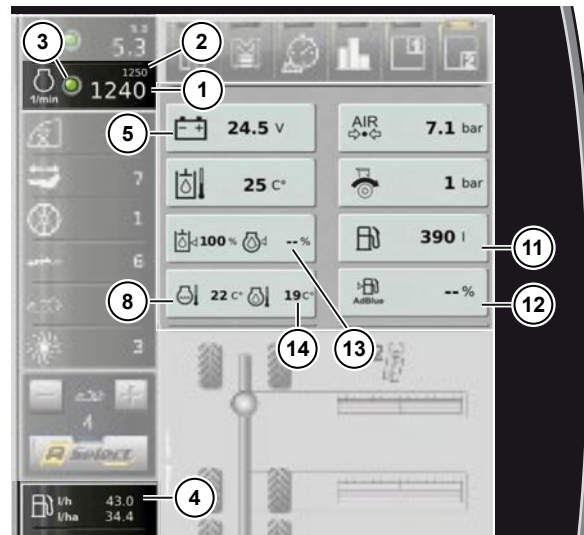 3
2
5.3
1250
1240
1/min
1
5
24.5 V
AIR
7.1 bar
25 C°
1 bar
7
1
100 %
-- %
390 l
11
6
8
22 C°
19 C°
AdBlue
-- %
12
3
14
13
2
4
Select
l/h 43.0
l/ha 34.4
4